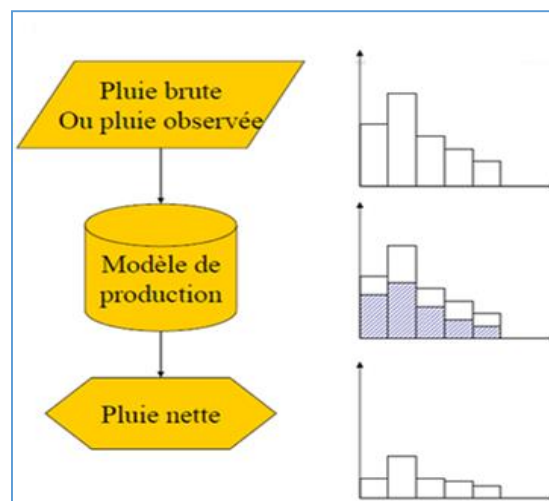 Pluie brute
Ou pluie observée
Modèle de
production
Pluie nette